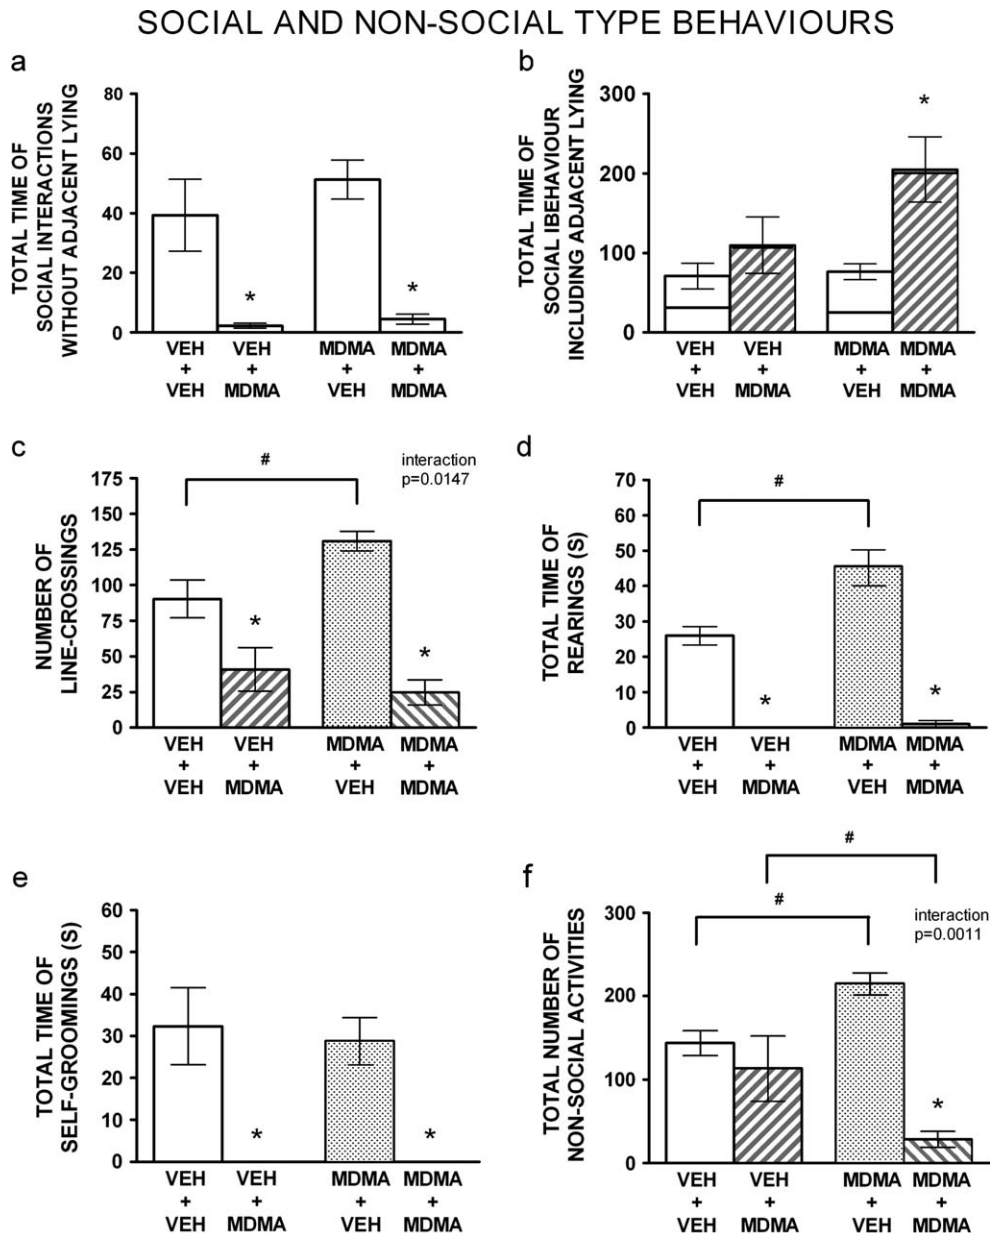 SOCIAL AND NON-SOCIAL TYPE BEHAVIOURS
a
TOTAL TIME OF
SOCIAL INTERACTIONS
WITHOUT ADJACENT LYING
80
60
40
20
0
*
*
VEH VEH MDMA MDMA
+ + + +
VEH MDMA VEH MDMA
b
TOTAL TIME OF
SOCIAL IBEHAVIOUR
INCLUDING ADJACENT LYING
300
200
100
0
*
VEH VEH MDMA MDMA
+ + + +
VEH MDMA VEH MDMA
c
NUMBER OF
LINE-CROSSINGS
175
150
125
100
75
50
25
0
#
interaction
p=0.0147
*
*
VEH VEH MDMA MDMA
+ + + +
VEH MDMA VEH MDMA
d
TOTAL TIME OF
REARINGS (S)
70
60
50
40
30
20
10
0
#
*
*
VEH VEH MDMA MDMA
+ + + +
VEH MDMA VEH MDMA
e
TOTAL TIME OF
SELF-GROOMINGS (S)
60
50
40
30
20
10
0
*
*
VEH VEH MDMA MDMA
+ + + +
VEH MDMA VEH MDMA
f
TOTAL NUMBER OF
NON-SOCIAL ACTIVITIES
300
200
100
0
#
#
interaction
p=0.0011
*
VEH VEH MDMA MDMA
+ + + +
VEH MDMA VEH MDMA